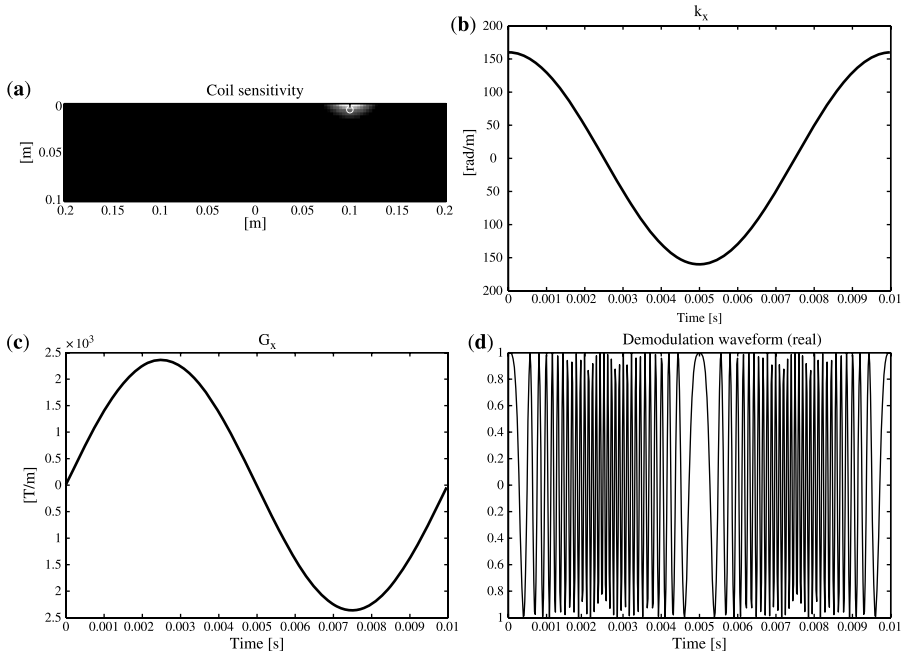 (a)
Coil sensitivity
0
0.05
0.1
[m]
0.2 0.15 0.1 0.05 0 0.05 0.1 0.15 0.2
[m]
(b)
k_x
200
150
100
50
0
50
100
150
200
[rad/m]
0 0.001 0.002 0.003 0.004 0.005 0.006 0.007 0.008 0.009 0.01
Time [s]
(c)
G_x
2.5 × 10³
2
1.5
1
0.5
0
0.5
1
1.5
2
2.5
[T/m]
0 0.001 0.002 0.003 0.004 0.005 0.006 0.007 0.008 0.009 0.01
Time [s]
(d)
Demodulation waveform (real)
1
0.8
0.6
0.4
0.2
0
0.2
0.4
0.6
0.8
1
0 0.001 0.002 0.003 0.004 0.005 0.006 0.007 0.008 0.009 0.01
Time [s]